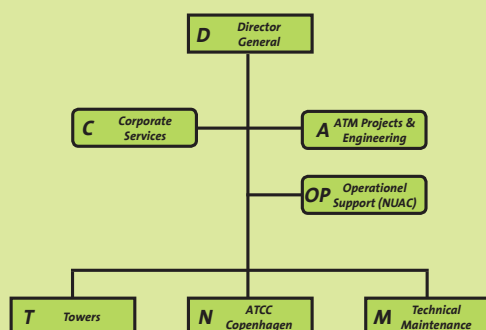 D Director
General
C Corporate
Services
A ATM Projects &
Engineering
OP Operationel
Support (NUAC)
T Towers
N ATCC
Copenhagen
M Technical
Maintenance